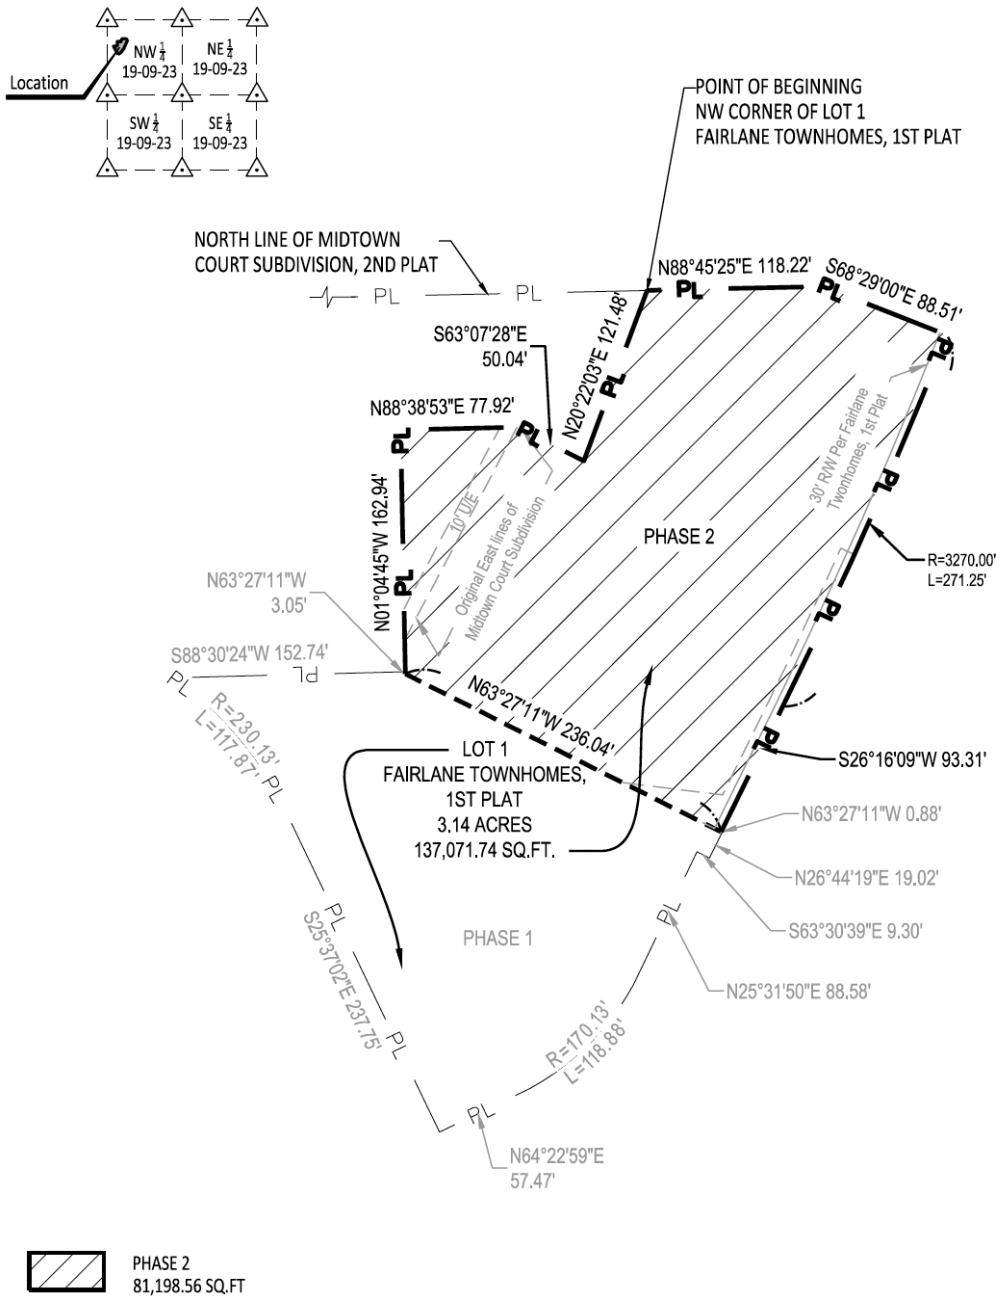 NW 1/4
19-09-23
NE 1/4
19-09-23
Location
SW 1/4
19-09-23
SE 1/4
19-09-23
POINT OF BEGINNING
NW CORNER OF LOT 1
FAIRLANE TOWNHOMES, 1ST PLAT
NORTH LINE OF MIDTOWN
COURT SUBDIVISION, 2ND PLAT
PL
PL
N88°45'25"E 118.22'
PL
S68°29'00"E 88.51'
PL
S63°07'28"E
50.04'
N20°22'03"E 121.48'
PL
PL
N88°38'53"E 77.92'
PL
PL
30' R/W Per Fairlane
Twonhomes, 1st Plat
PL
N01°04'45"W 162.94'
10' U/E
Original East lines of
Midtown Court Subdivision
PHASE 2
R=3270.00'
L=271.25'
PL
PL
N63°27'11"W
3.05'
S88°30'24"W 152.74'
PL
PL
N63°27'11"W 236.04'
R=230.13'
L=117.87'
PL
PL
LOT 1
FAIRLANE TOWNHOMES,
1ST PLAT
3.14 ACRES
137,071.74 SQ.FT.
S26°16'09"W 93.31'
N63°27'11"W 0.88'
N26°44'19"E 19.02'
PL
PL
S63°30'39"E 9.30'
PHASE 1
S25°37'02"E 237.75'
N25°31'50"E 88.58'
PL
R=170.13'
L=118.88'
PL
N64°22'59"E
57.47'
PHASE 2
81,198.56 SQ.FT